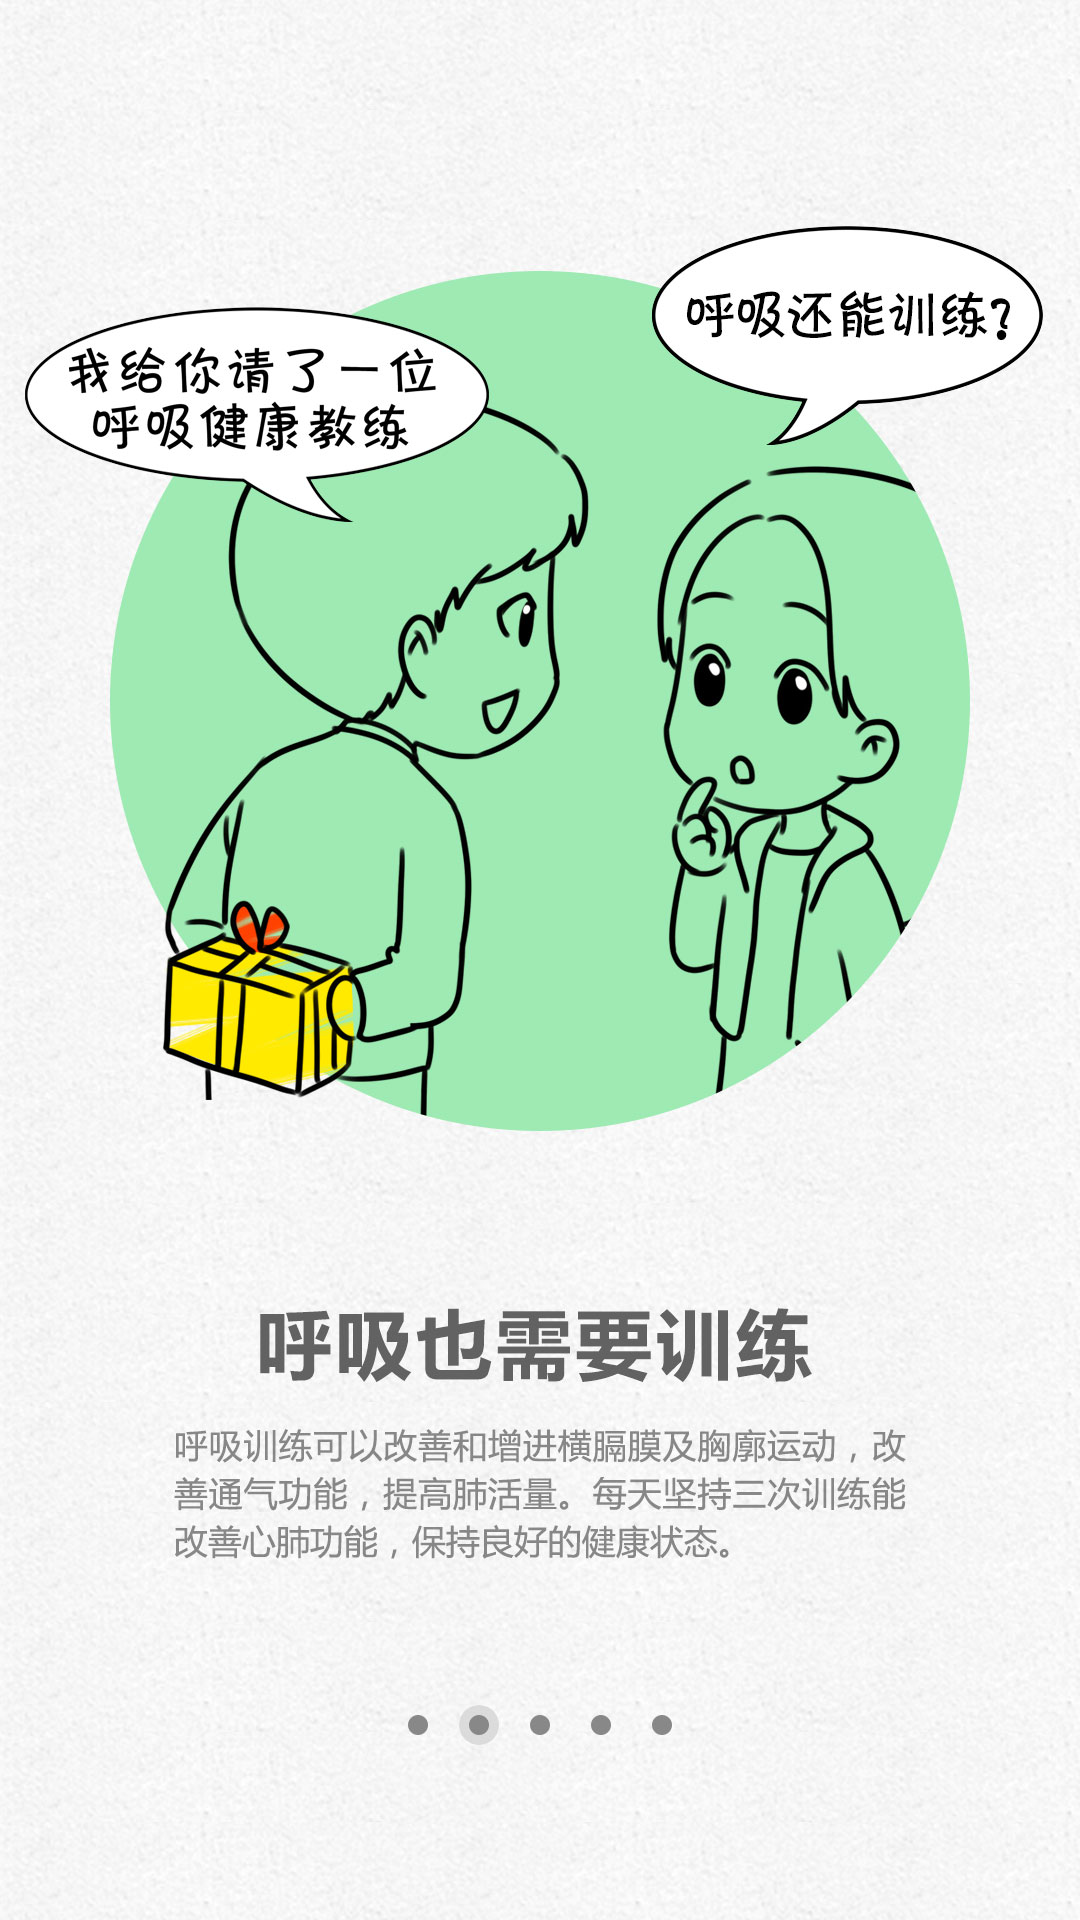 呼吸还能训练?
我给你请了一位
呼吸健康教练
呼吸也需要训练
呼吸训练可以改善和增进横膈膜及胸廓运动，改
善通气功能，提高肺活量。每天坚持三次训练能
改善心肺功能，保持良好的健康状态。